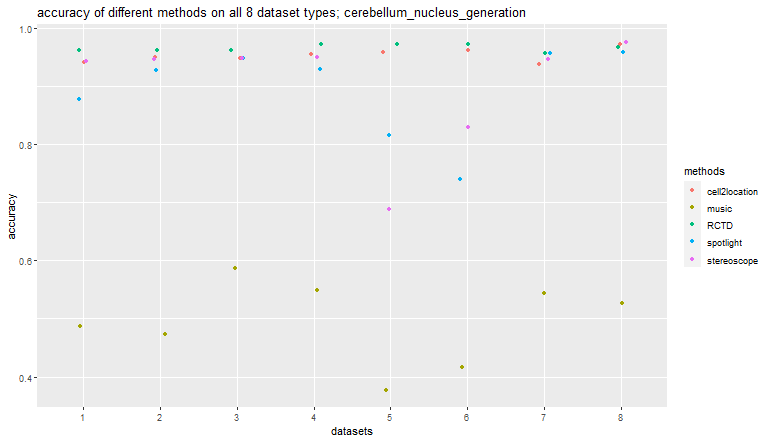 accuracy of different methods on all 8 dataset types; cerebellum_nucleus_generation
1.0
0.8
0.6
0.4
accuracy
1 2 3 4 5 6 7 8
datasets
methods
cell2location
music
RCTD
spotlight
stereoscope